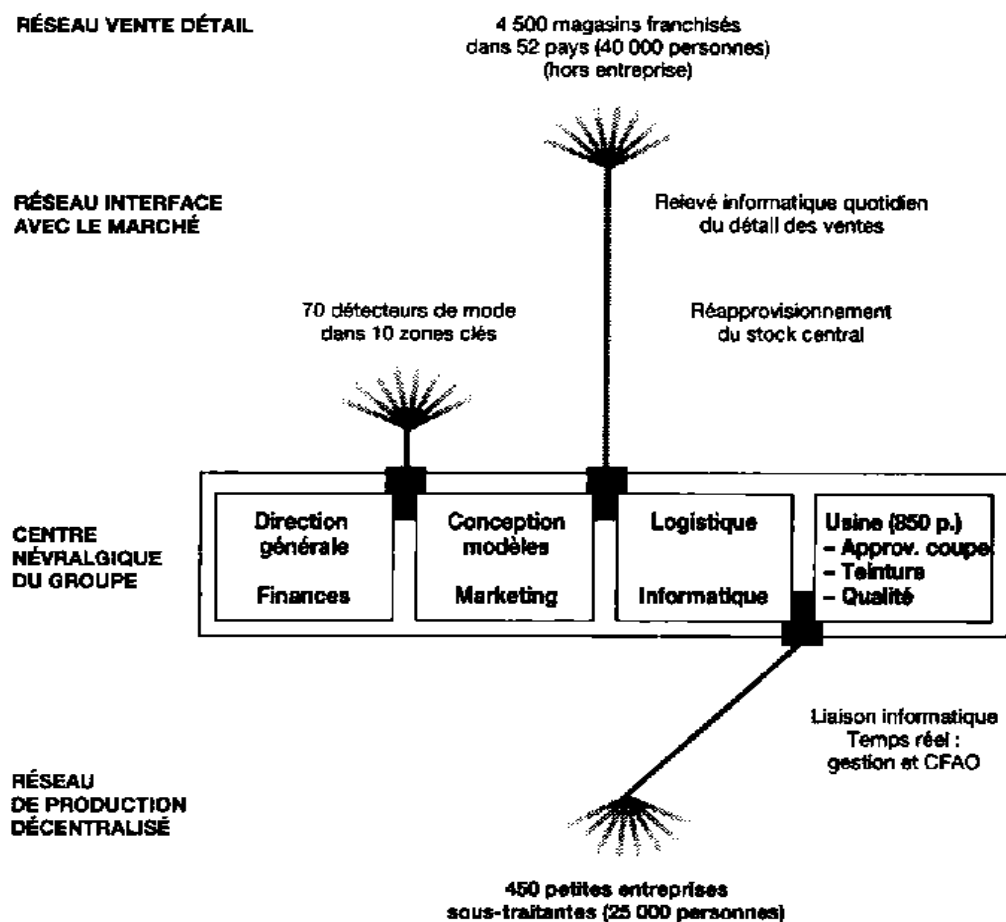 RÉSEAU VENTE DÉTAIL
4 500 magasins franchisés
dans 52 pays (40 000 personnes)
(hors entreprise)
RÉSEAU INTERFACE
AVEC LE MARCHÉ
Relevé informatique quotidien
du détail des ventes
70 détecteurs de mode
dans 10 zones clés
Réapprovisionnement
du stock central
CENTRE
NÉVRALGIQUE
DU GROUPE
Direction
générale
Finances
Conception
modèles
Marketing
Logistique
Informatique
Usine (850 p.)
– Approv. coupe
– Teinture
– Qualité
Liaison informatique
Temps réel :
gestion et CFAO
RÉSEAU
DE PRODUCTION
DÉCENTRALISÉ
450 petites entreprises
sous-traitantes (25 000 personnes)